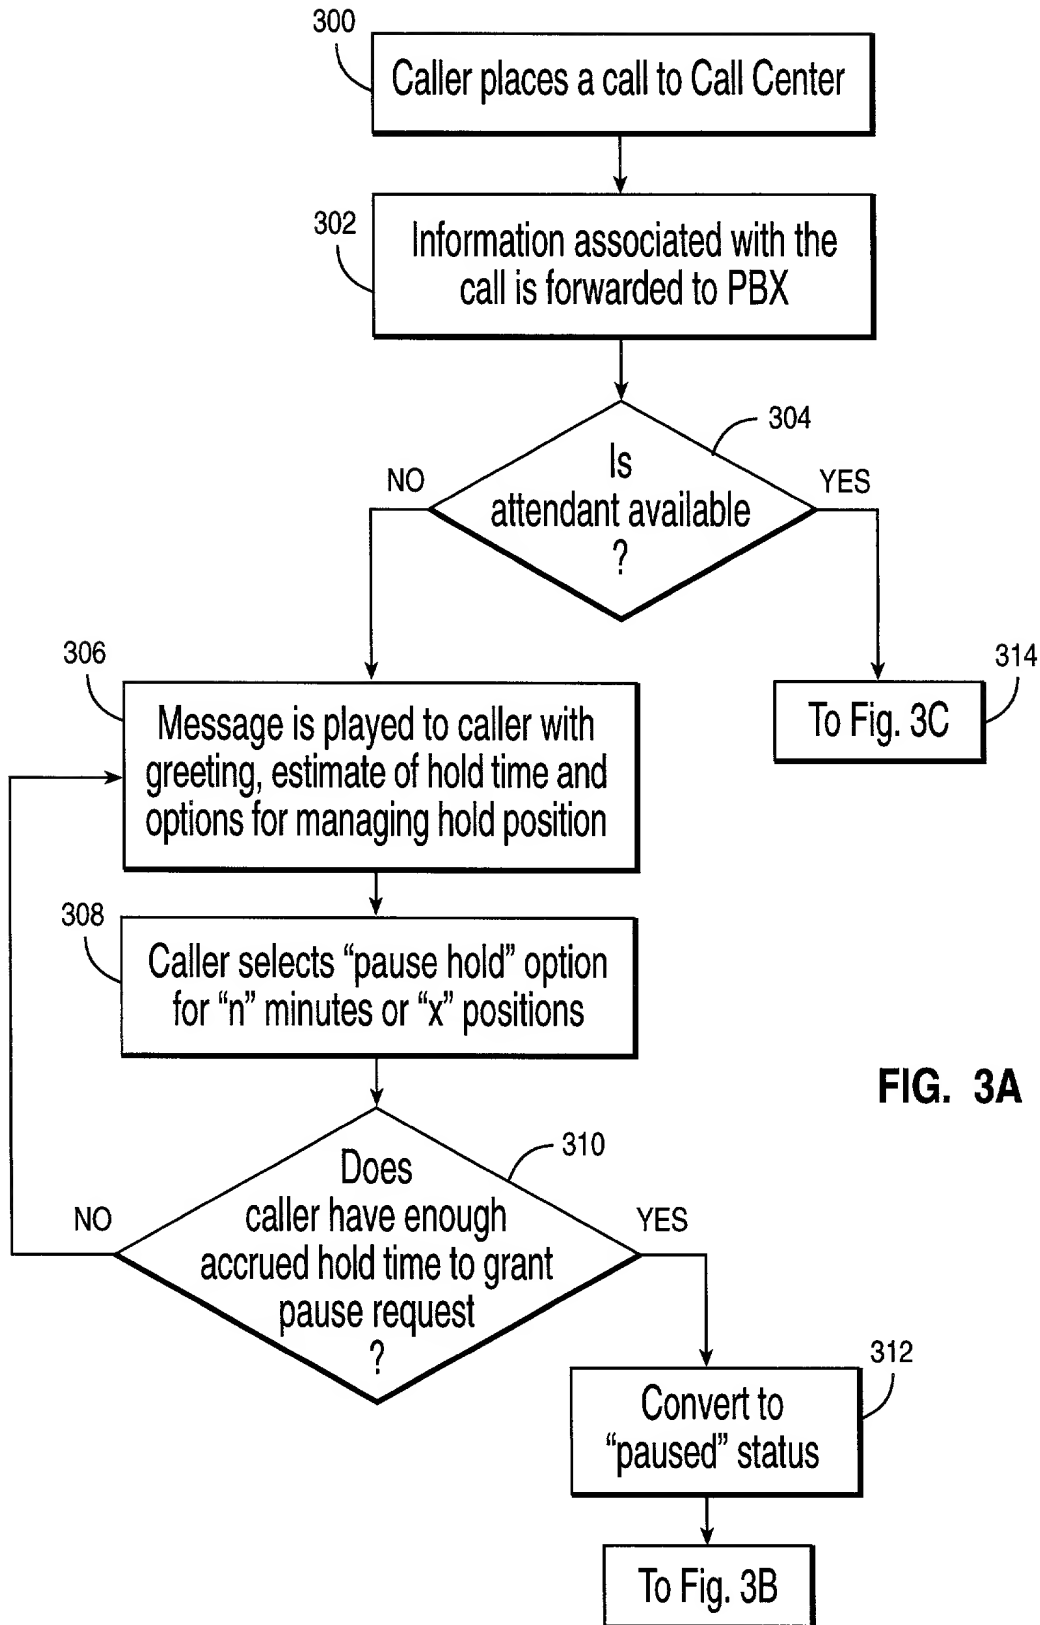 300
Caller places a call to Call Center
302
Information associated with the
call is forwarded to PBX
304
Is
attendant available
?
NO
YES
306
Message is played to caller with
greeting, estimate of hold time and
options for managing hold position
314
To Fig. 3C
308
Caller selects “pause hold” option
for “n” minutes or “x” positions
FIG. 3A
310
Does
caller have enough
accrued hold time to grant
pause request
?
NO
YES
312
Convert to
“paused” status
To Fig. 3B